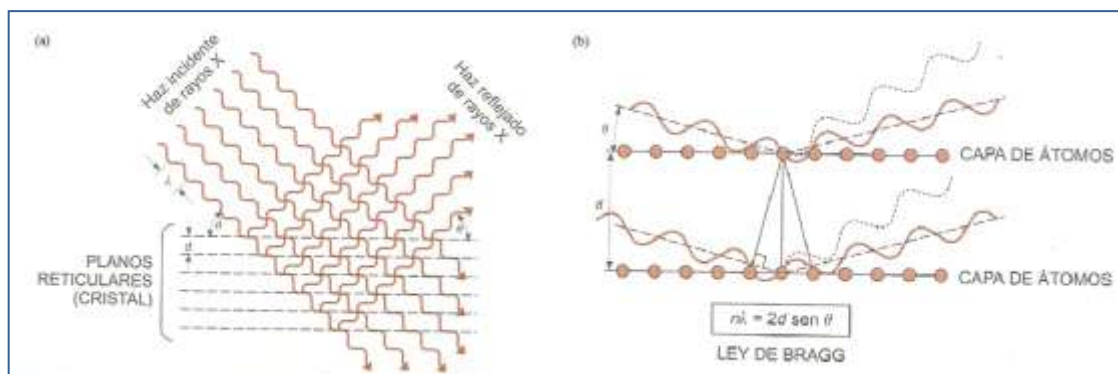 (a)
Haz incidente
de rayos X
Haz reflejado
de rayos X
λ
θ
θ
d
PLANOS
RETICULARES
(CRISTAL)
(b)
θ
CAPA DE ÁTOMOS
d
CAPA DE ÁTOMOS
nλ = 2d sen θ
LEY DE BRAGG